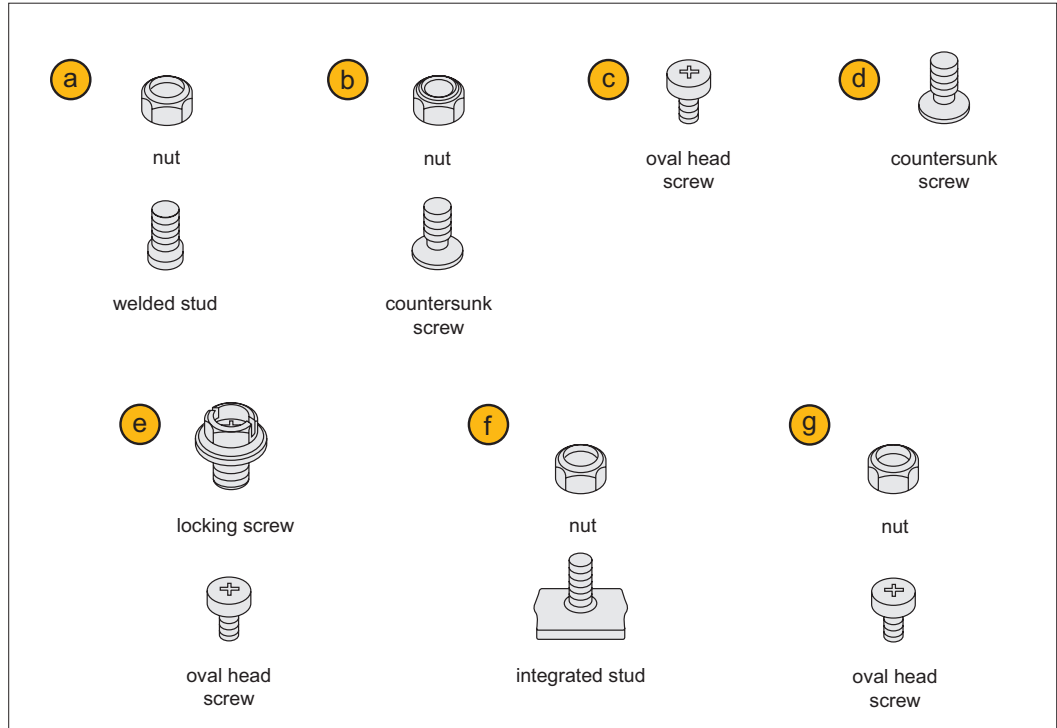 a
nut
welded stud
b
nut
countersunk
screw
c
oval head
screw
d
countersunk
screw
e
locking screw
oval head
screw
f
nut
integrated stud
g
nut
oval head
screw